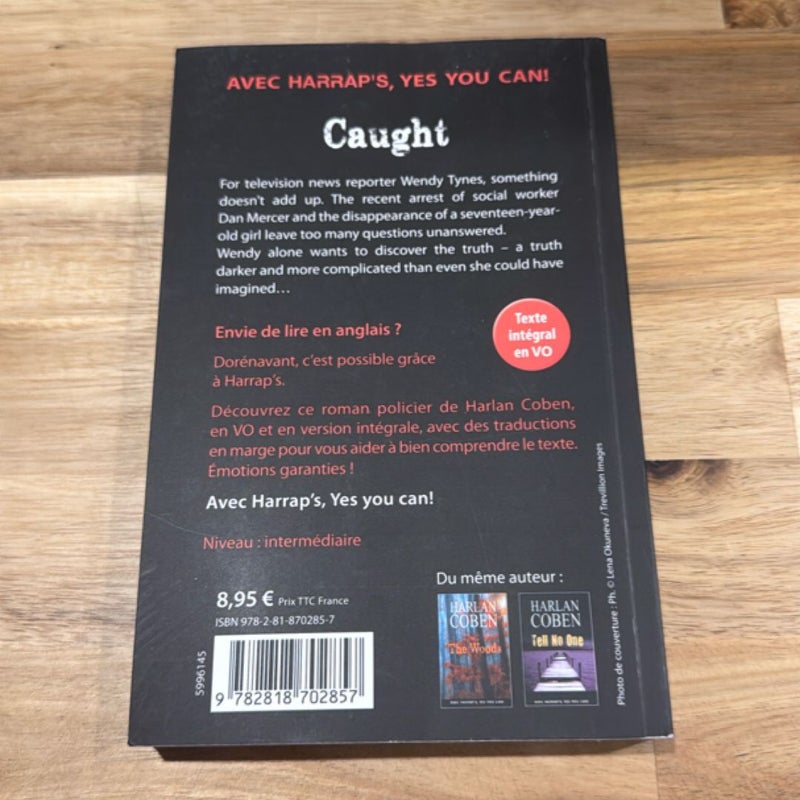 AVEC HARRAP'S, YES YOU CAN!
Caught
For television news reporter Wendy Tynes, something
doesn't add up. The recent arrest of social worker
Dan Mercer and the disappearance of a seventeen-year-
old girl leave too many questions unanswered.
Wendy alone wants to discover the truth – a truth
darker and more complicated than even she could have
imagined…
Envie de lire en anglais ?
Dorénavant, c'est possible grâce
à Harrap's.
Texte
intégral
en VO
Découvrez ce roman policier de Harlan Coben,
en VO et en version intégrale, avec des traductions
en marge pour vous aider à bien comprendre le texte.
Émotions garanties !
Avec Harrap's, Yes you can!
Niveau : intermédiaire
8,95 € Prix TTC France
ISBN 978-2-81-870285-7
5996145
9 782818 702857
Du même auteur :
HARLAN
COBEN
The Woods
HARLAN
COBEN
Tell No One
Photo de couverture : Ph. © Lena Okuneva / Trevillion Images